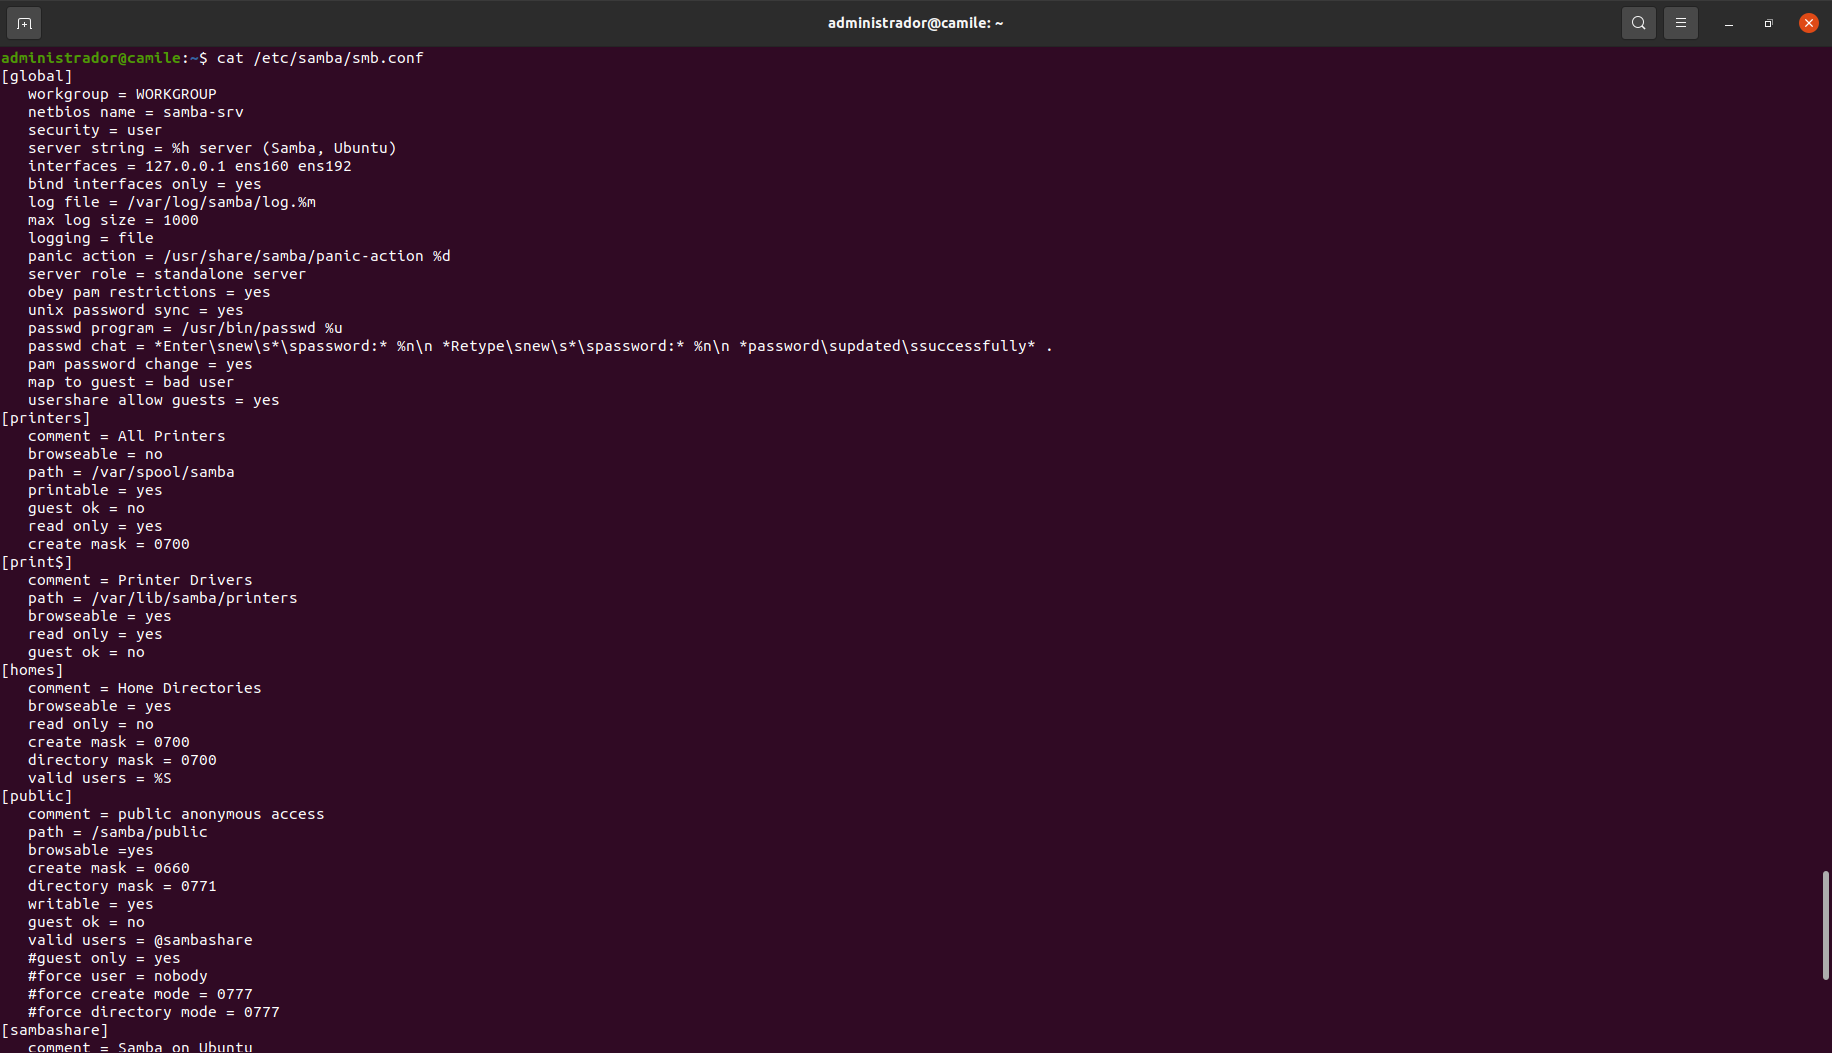 administrador@camile: ~
administrador@camile:~$ cat /etc/samba/smb.conf
[global]
   workgroup = WORKGROUP
   netbios name = samba-srv
   security = user
   server string = %h server (Samba, Ubuntu)
   interfaces = 127.0.0.1 ens160 ens192
   bind interfaces only = yes
   log file = /var/log/samba/log.%m
   max log size = 1000
   logging = file
   panic action = /usr/share/samba/panic-action %d
   server role = standalone server
   obey pam restrictions = yes
   unix password sync = yes
   passwd program = /usr/bin/passwd %u
   passwd chat = *Enter\snew\s*\spassword:* %n\n *Retype\snew\s*\spassword:* %n\n *password\supdated\ssuccessfully* .
   pam password change = yes
   map to guest = bad user
   usershare allow guests = yes
[printers]
   comment = All Printers
   browseable = no
   path = /var/spool/samba
   printable = yes
   guest ok = no
   read only = yes
   create mask = 0700
[print$]
   comment = Printer Drivers
   path = /var/lib/samba/printers
   browseable = yes
   read only = yes
   guest ok = no
[homes]
   comment = Home Directories
   browseable = yes
   read only = no
   create mask = 0700
   directory mask = 0700
   valid users = %S
[public]
   comment = public anonymous access
   path = /samba/public
   browsable =yes
   create mask = 0660
   directory mask = 0771
   writable = yes
   guest ok = no
   valid users = @sambashare
   #guest only = yes
   #force user = nobody
   #force create mode = 0777
   #force directory mode = 0777
[sambashare]
   comment = Samba on Ubuntu